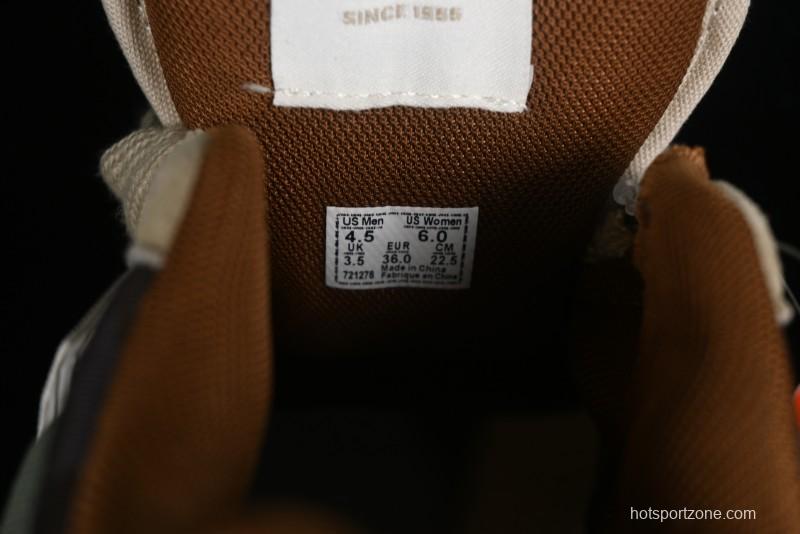 SINCE 1966
US Men US Women
4.5 6.0
UK EUR CM
3.5 36.0 22.5
721278 Made in China
Fabriqué en Chine
hotsportzone.com